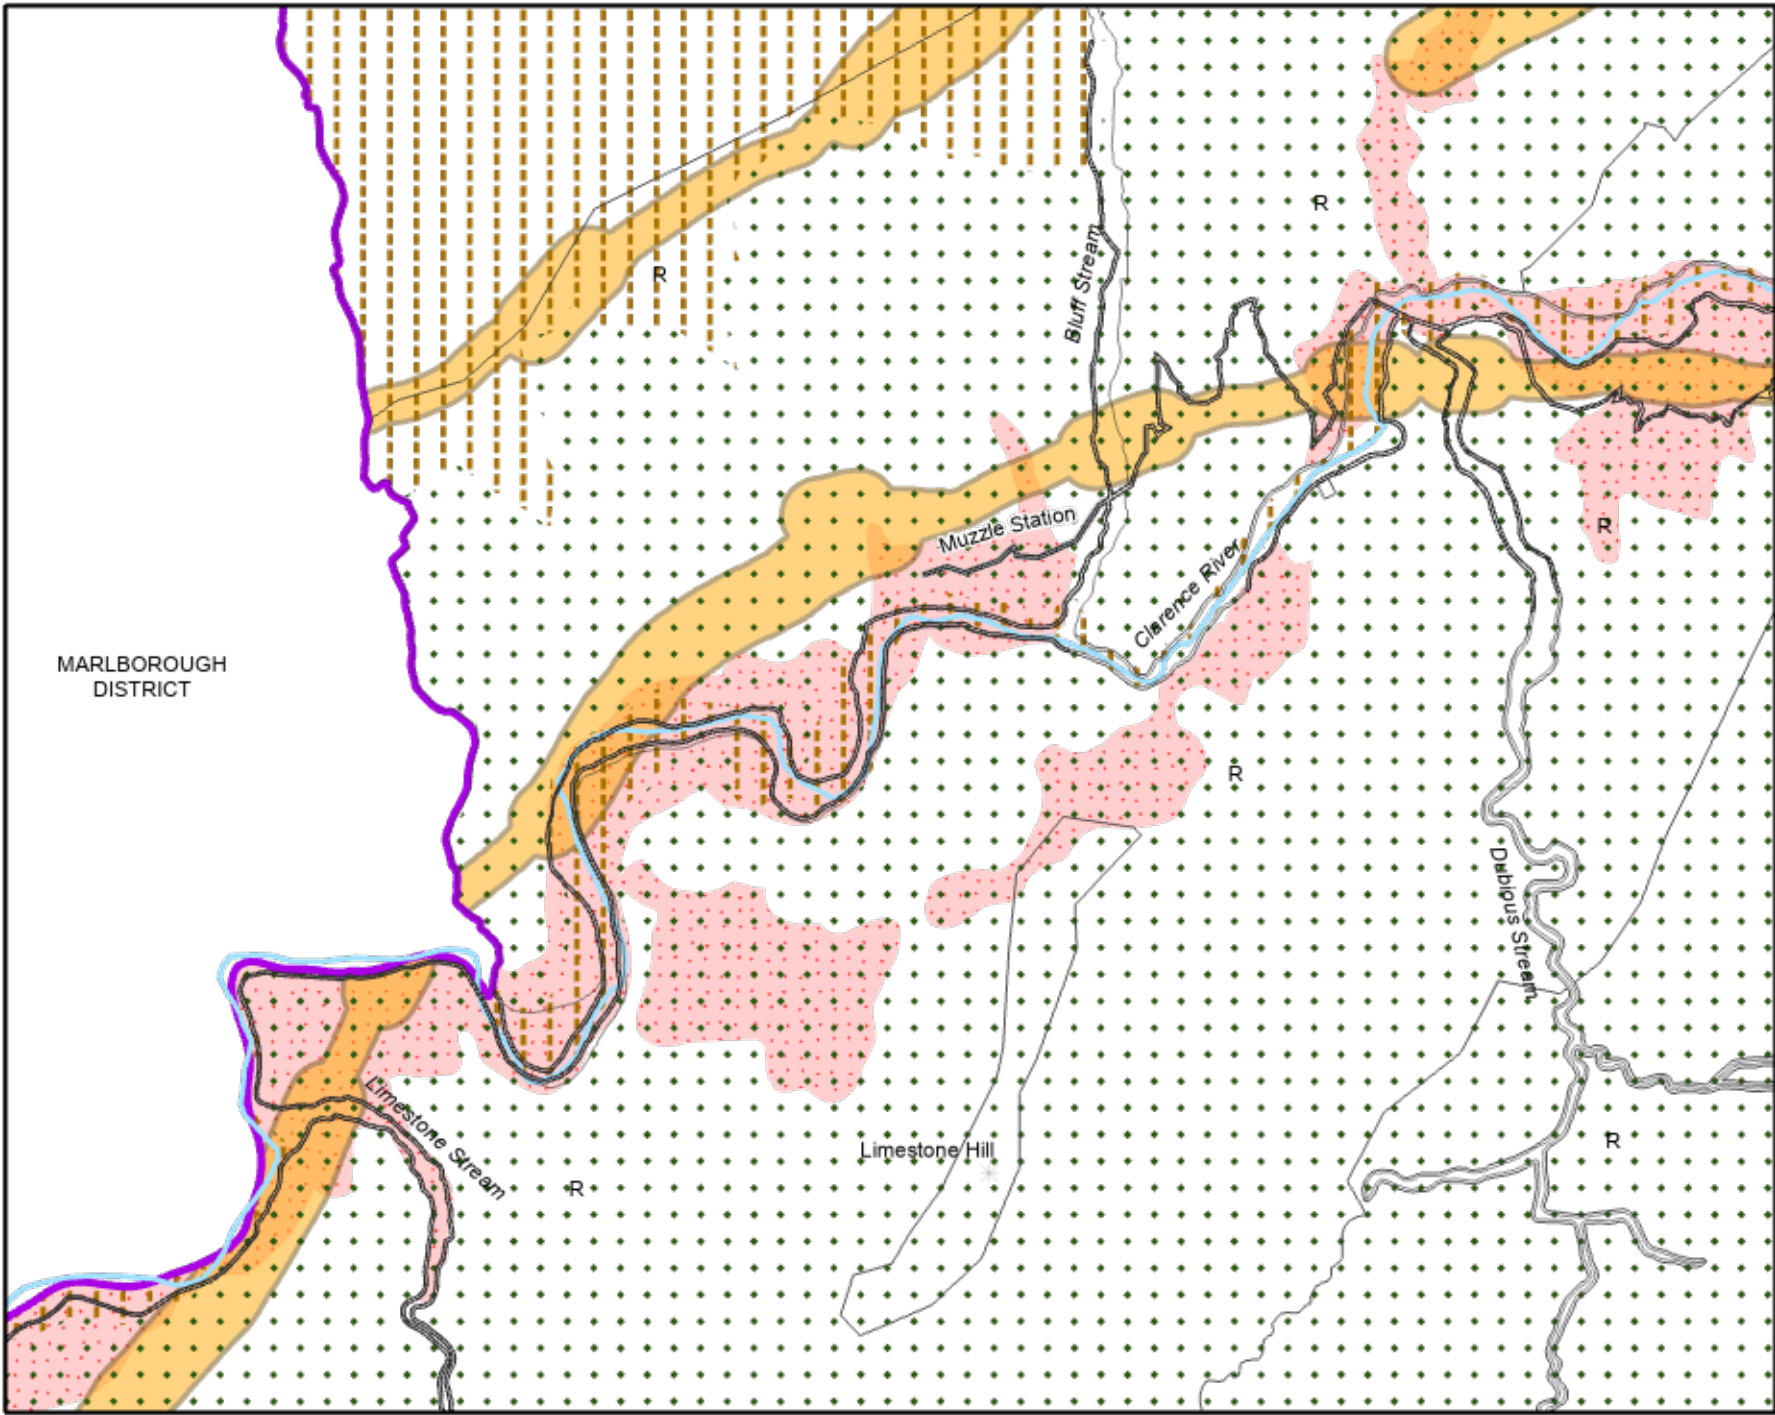 R
R
Bluff Stream
Muzzle Station
R
Clarence River
MARLBOROUGH
DISTRICT
R
Dubious Stream
Limestone Stream
R
Limestone Hill
R